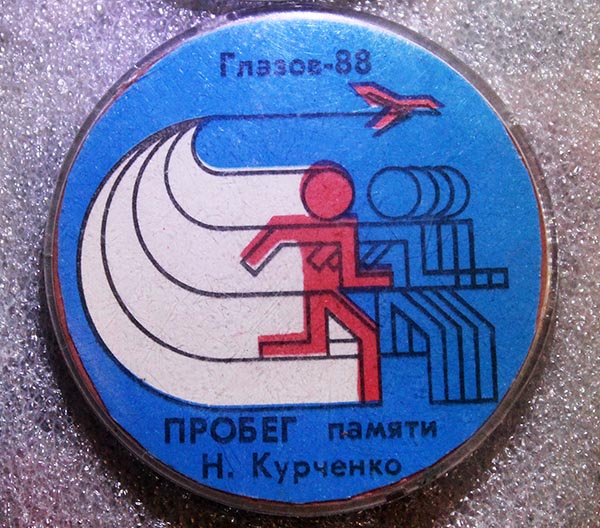 Глазов-88
ПРОБЕГ памяти
Н. Курченко